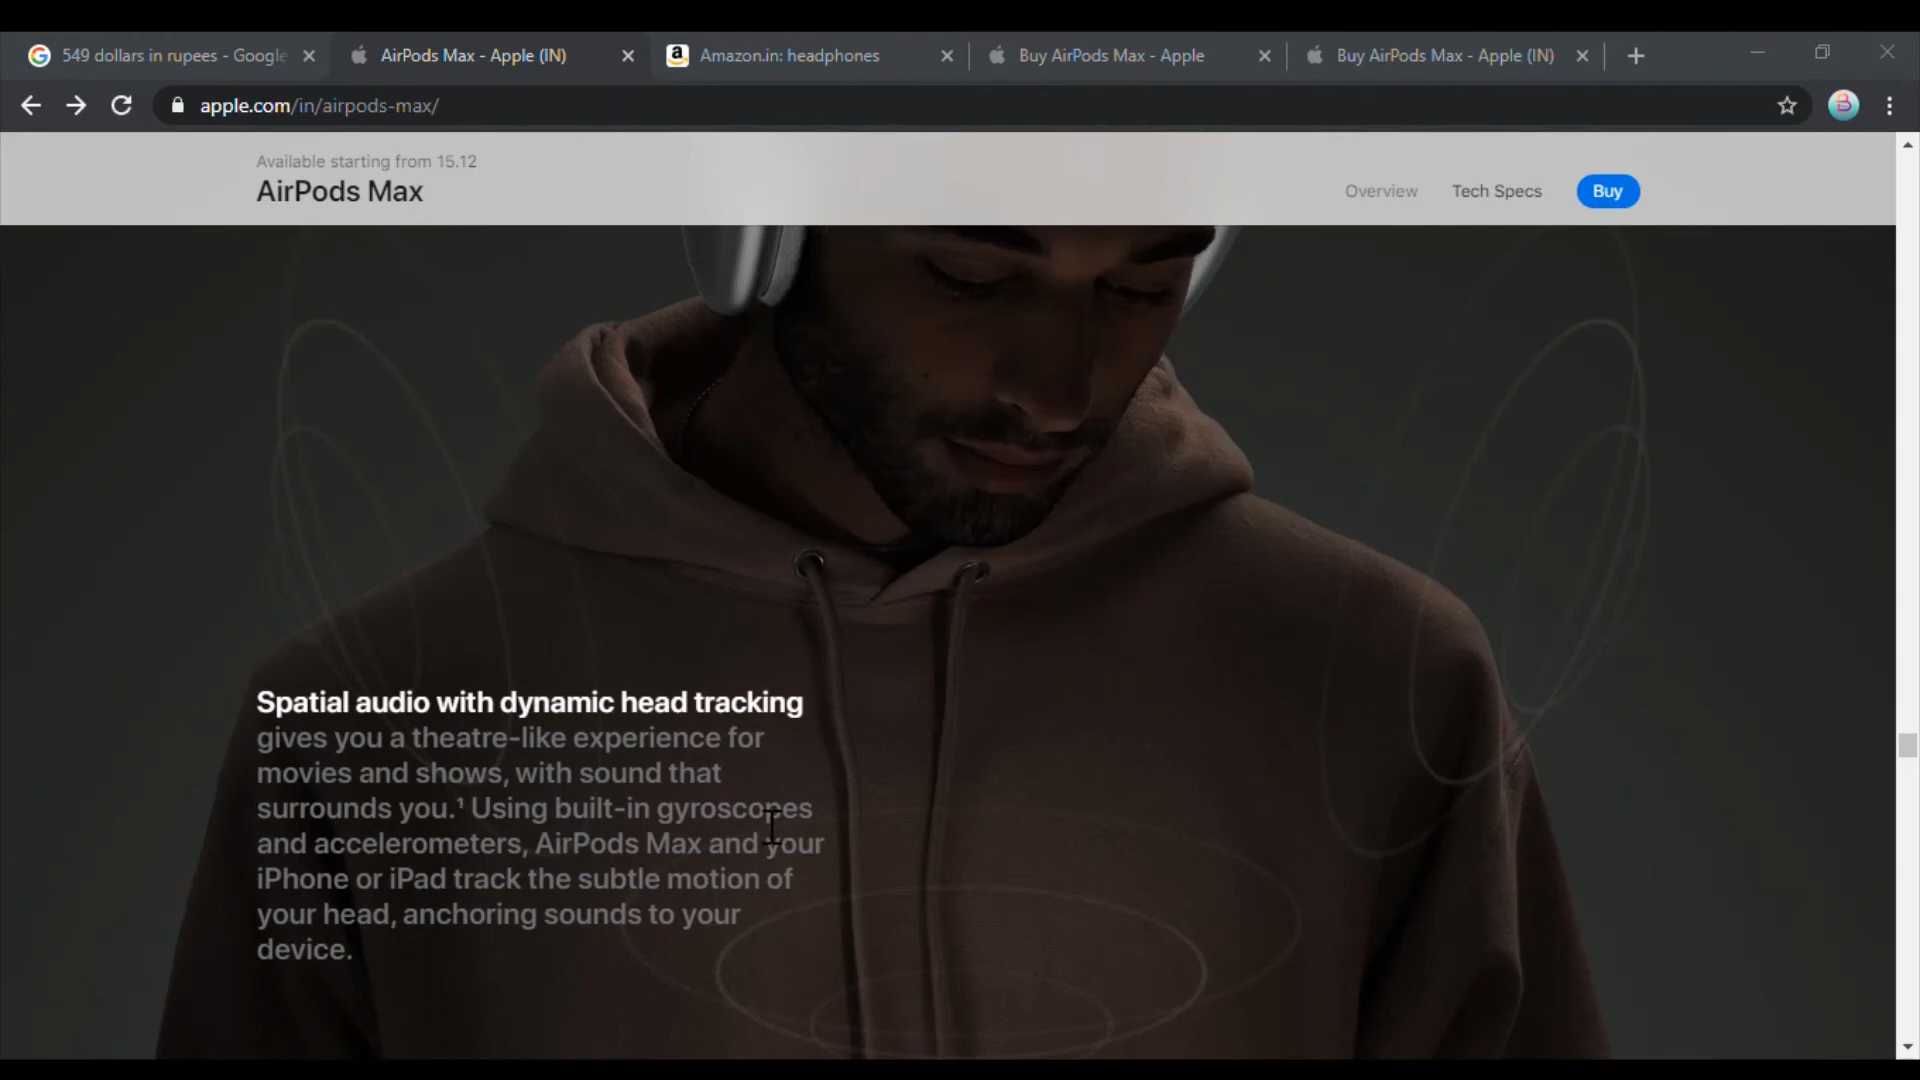 549 dollars in rupees - Google
AirPods Max - Apple (IN)
Amazon.in: headphones
Buy AirPods Max - Apple
Buy AirPods Max - Apple (IN)
apple.com/in/airpods-max/
Available starting from 15.12
AirPods Max
Overview
Tech Specs
Buy
Spatial audio with dynamic head tracking
gives you a theatre-like experience for
movies and shows, with sound that
surrounds you.¹ Using built-in gyroscopes
and accelerometers, AirPods Max and your
iPhone or iPad track the subtle motion of
your head, anchoring sounds to your
device.